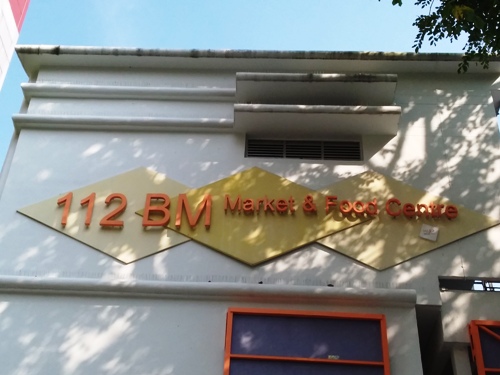 112 BM Market & Food Centre